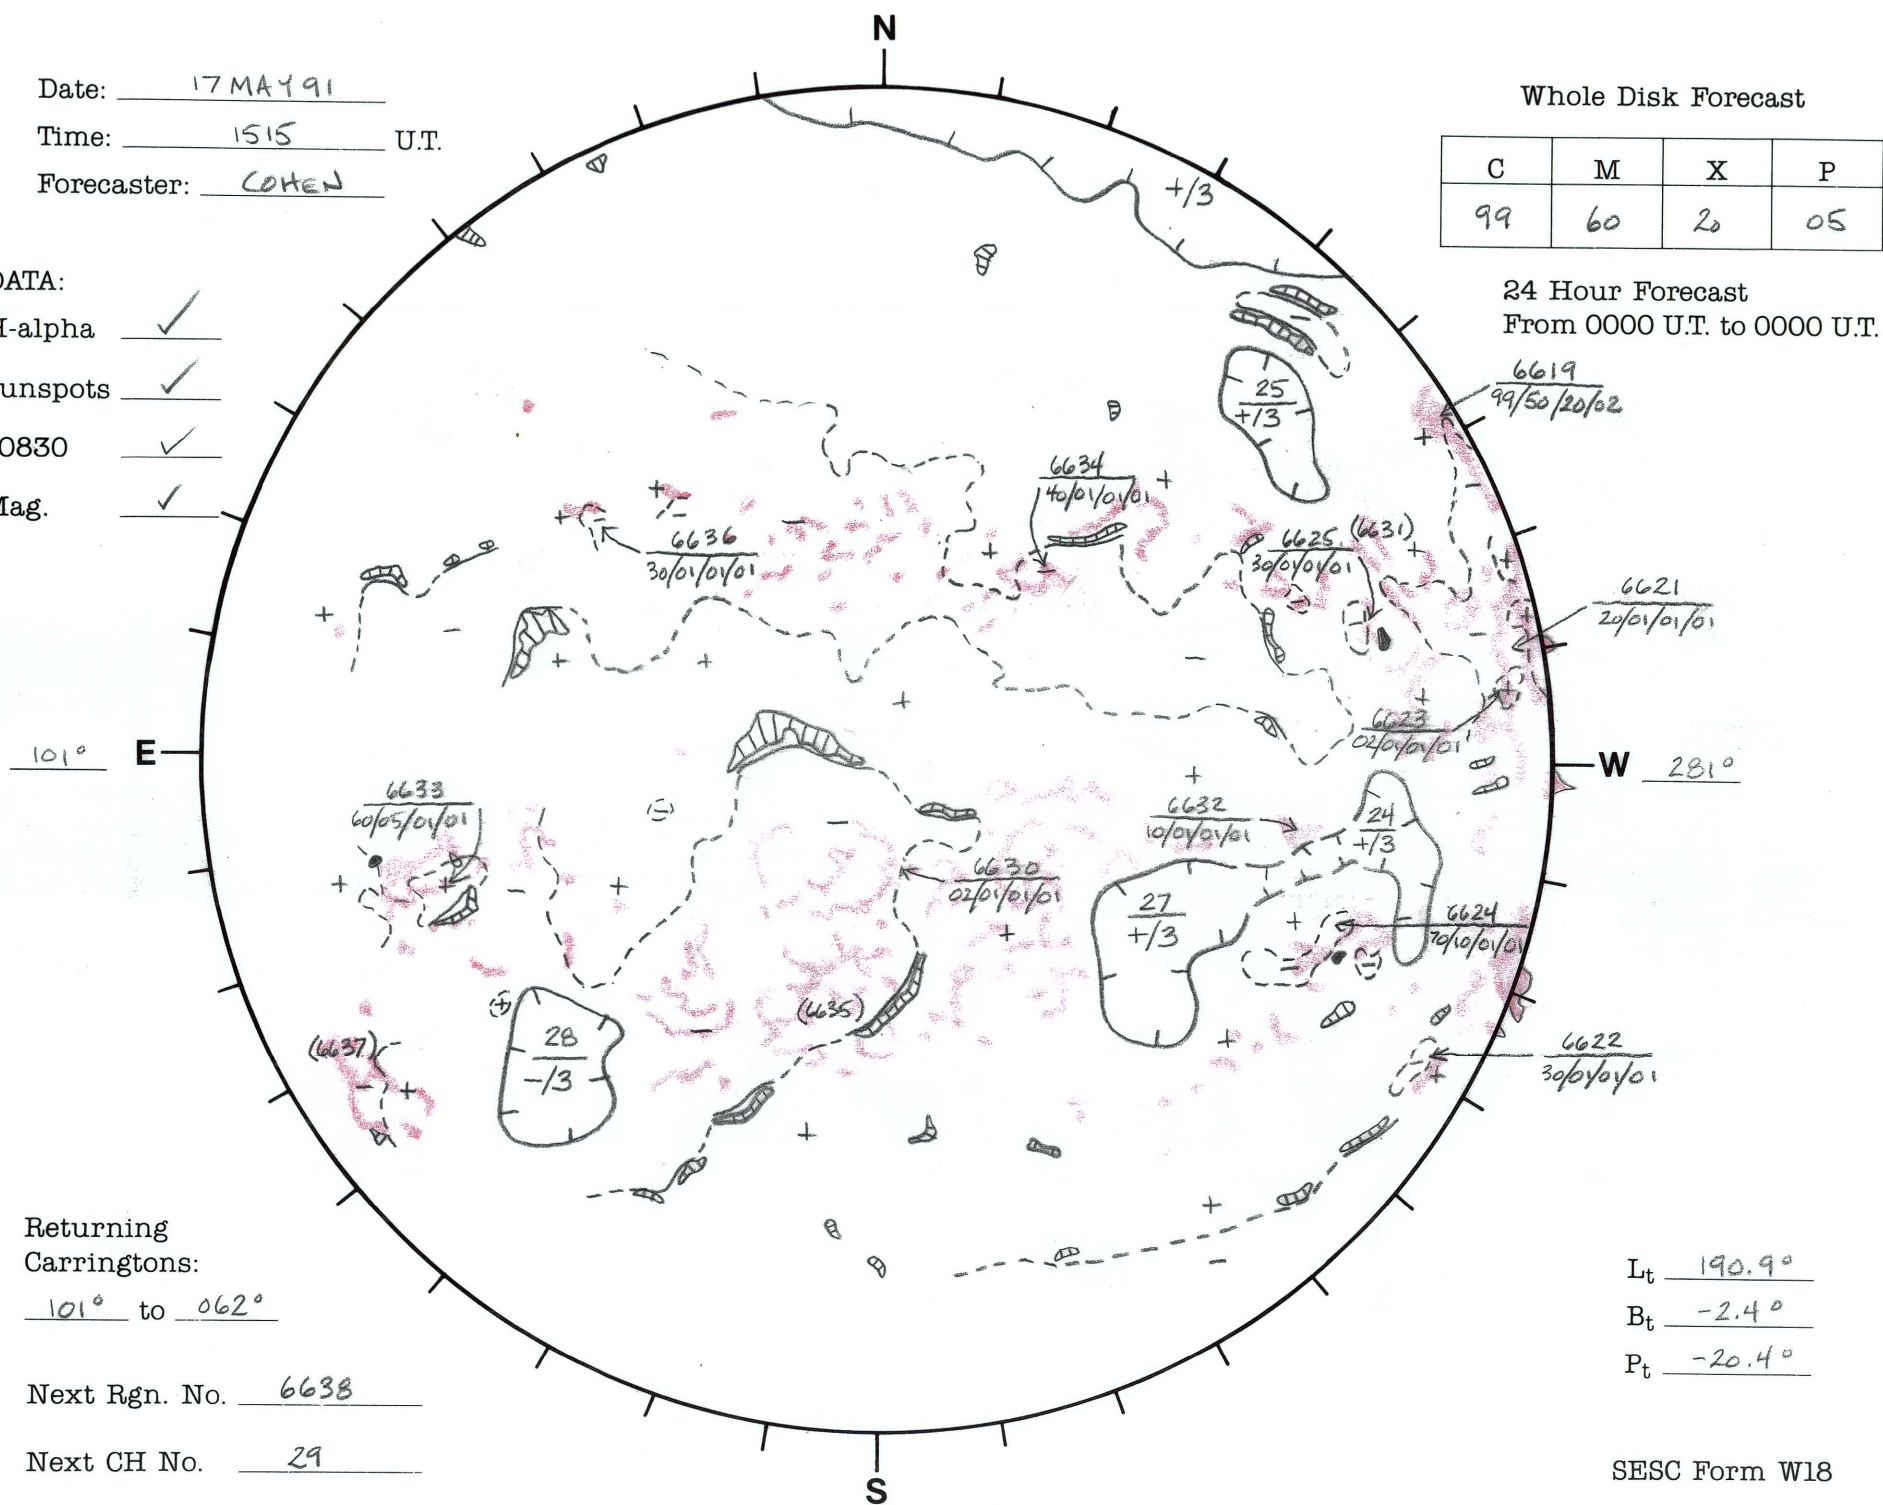 N
Date: 17 MAY 91
Time: 1515 U.T.
Forecaster: COHEN
Whole Disk Forecast
C M X P
99 60 20 05
24 Hour Forecast
From 0000 U.T. to 0000 U.T.
DATA:
H-alpha ✓
unspots ✓
0830 ✓
Mag. ✓
+/3
6619
99/50/20/02
25
+/3
6634
40/01/01/01
6636
30/01/01/01
6625 (6631)
30/01/01/01
6621
20/01/01/01
6623
02/01/01/01
101° E
W 281°
6633
60/05/01/01
6632
10/01/01/01
24
+/3
6630
02/01/01/01
27
+/3
6624
70/10/01/01
(6635)
28
-/3
(6637)
6622
30/01/01/01
Returning
Carringtons:
101° to 062°
Next Rgn. No. 6638
Next CH No. 29
Lt 190.9°
Bt -2.4°
Pt -20.4°
S
SESC Form W18